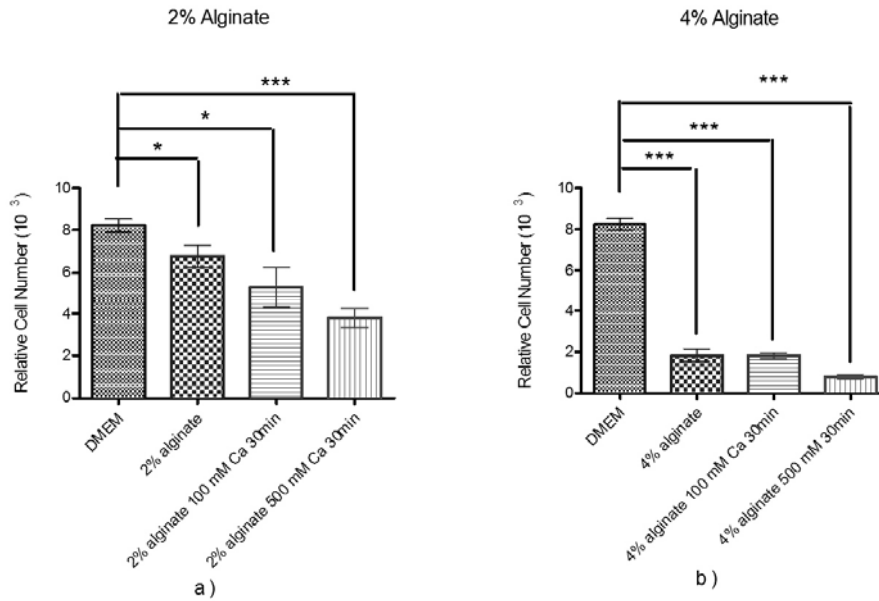 2% Alginate
***
*
*
Relative Cell Number (10 3)
10
8
6
4
2
0
DMEM
2% alginate
2% alginate 100 mM Ca 30min
2% alginate 500 mM Ca 30min
a )
4% Alginate
***
***
***
Relative Cell Number (10 3)
10
8
6
4
2
0
DMEM
4% alginate
4% alginate 100 mM Ca 30min
4% alginate 500 mM 30min
b )